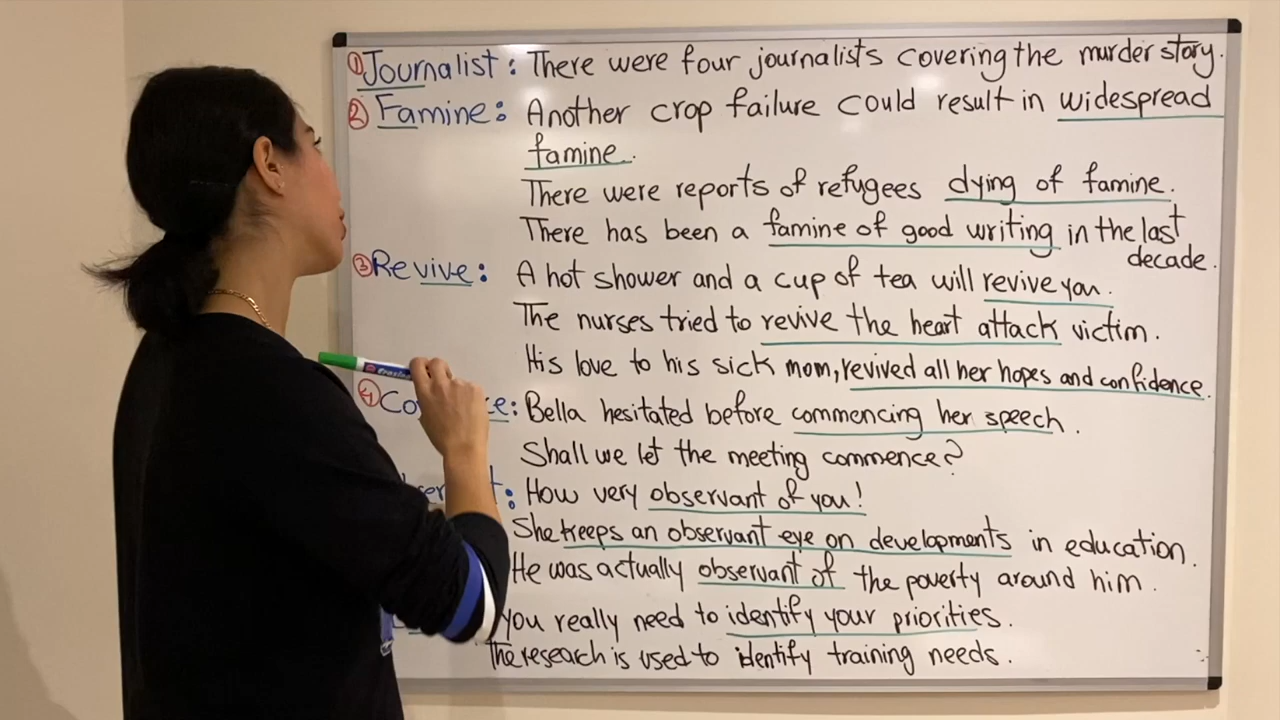 ① Journalist : There were four journalists covering the murder story.
② Famine : Another crop failure could result in widespread
famine.
There were reports of refugees dying of famine.
There has been a famine of good writing in the last
decade.
③ Revive : A hot shower and a cup of tea will revive you.
The nurses tried to revive the heart attack victim.
His love to his sick mom, revived all her hopes and confidence.
④ : Bella hesitated before commencing her speech.
Shall we let the meeting commence?
: How very observant of you!
She keeps an observant eye on developments in education.
He was actually observant of the poverty around him.
you really need to identify your priorities.
The research is used to identify training needs.